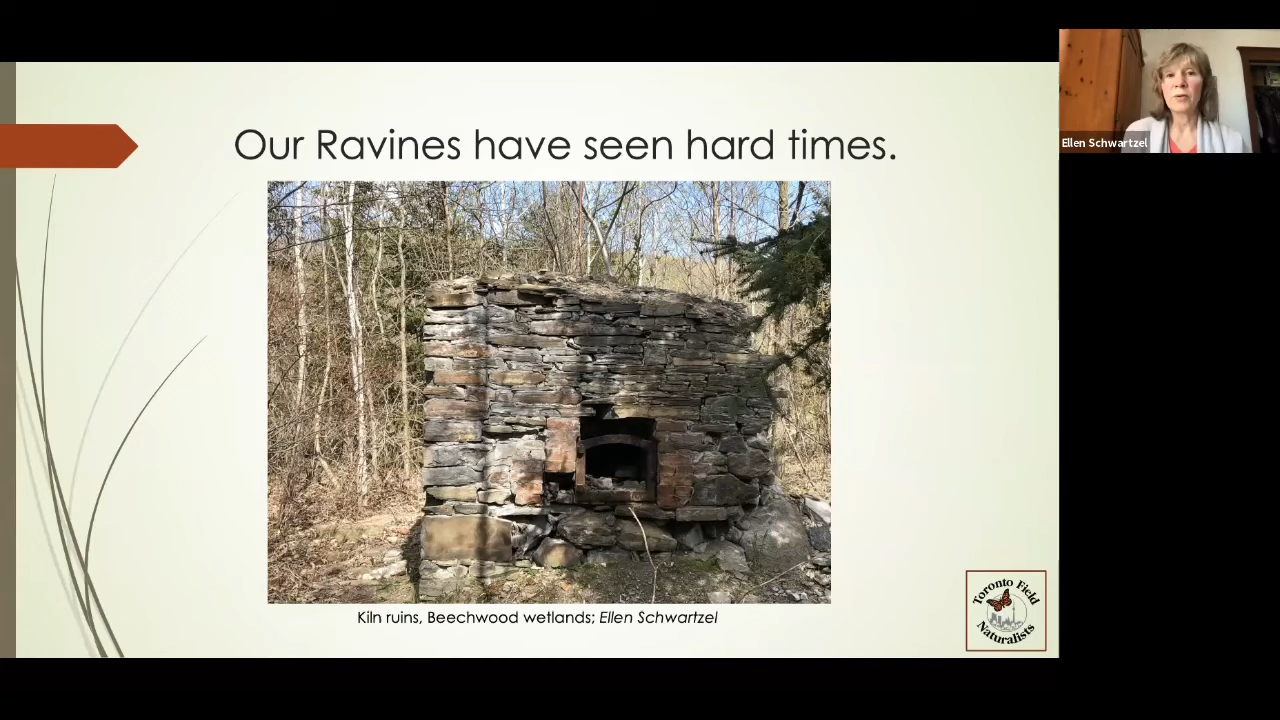 Our Ravines have seen hard times.
Ellen Schwartzel
Kiln ruins, Beechwood wetlands; Ellen Schwartzel
Toronto Field
Naturalists